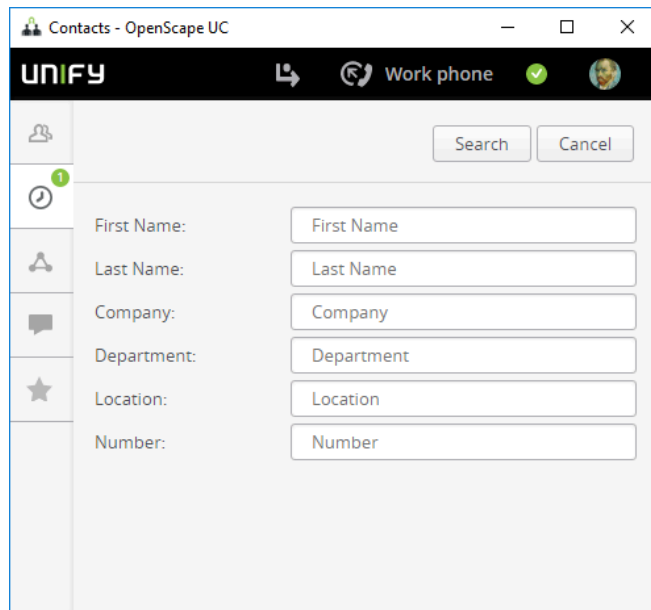 Contacts - OpenScape UC
UNIFY Work phone
1
Search Cancel
First Name: First Name
Last Name: Last Name
Company: Company
Department: Department
Location: Location
Number: Number